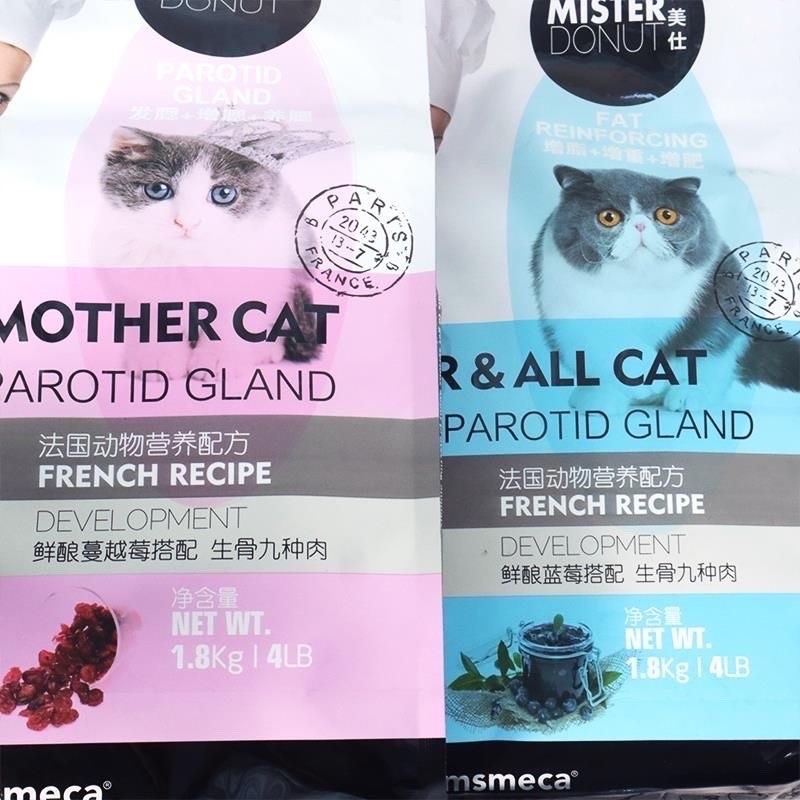 DONUT
PAROTID
GLAND
发腮+增腮+养腮
PARIS
2043
13-7
FRANCE
MOTHER CAT
PAROTID GLAND
法国动物营养配方
FRENCH RECIPE
DEVELOPMENT
鲜酿蔓越莓搭配 生骨九种肉
净含量
NET WT.
1.8Kg | 4LB
msmeca®
MISTER 美仕
DONUT
FAT
REINFORCING
增脂+增重+增肥
PARIS
2043
13-7
FRANCE
R & ALL CAT
PAROTID GLAND
法国动物营养配方
FRENCH RECIPE
DEVELOPMENT
鲜酿蓝莓搭配 生骨九种肉
净含量
NET WT.
1.8Kg | 4LB
msmeca®